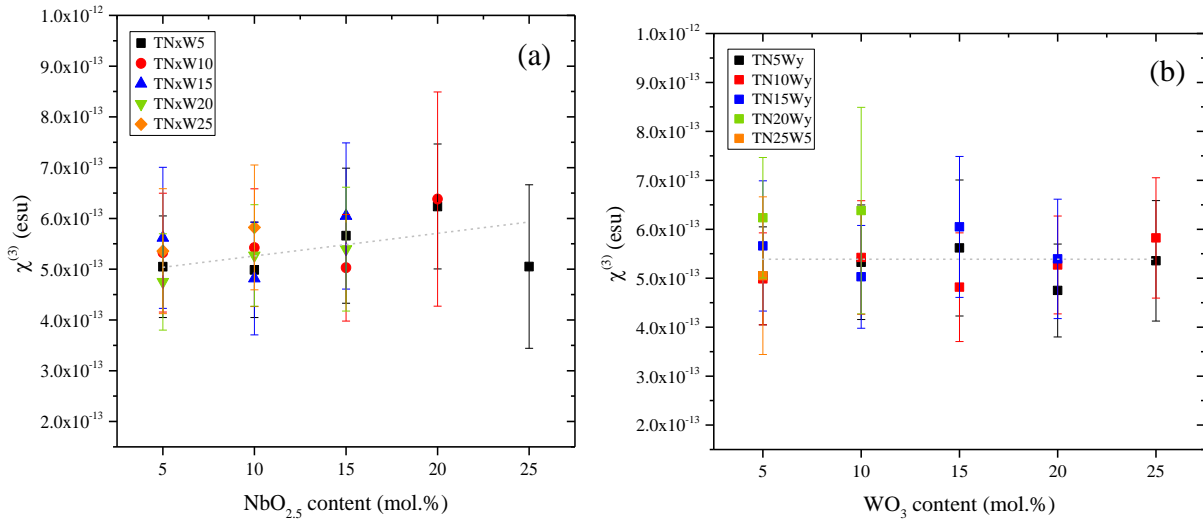 (a)
TNxW5
TNxW10
TNxW15
TNxW20
TNxW25
1.0x10⁻¹²
9.0x10⁻¹³
8.0x10⁻¹³
7.0x10⁻¹³
6.0x10⁻¹³
5.0x10⁻¹³
4.0x10⁻¹³
3.0x10⁻¹³
2.0x10⁻¹³
χ⁽³⁾ (esu)
5 10 15 20 25
NbO₂.₅ content (mol.%)
(b)
TN5Wy
TN10Wy
TN15Wy
TN20Wy
TN25W5
1.0x10⁻¹²
9.0x10⁻¹³
8.0x10⁻¹³
7.0x10⁻¹³
6.0x10⁻¹³
5.0x10⁻¹³
4.0x10⁻¹³
3.0x10⁻¹³
2.0x10⁻¹³
χ⁽³⁾ (esu)
5 10 15 20 25
WO₃ content (mol.%)